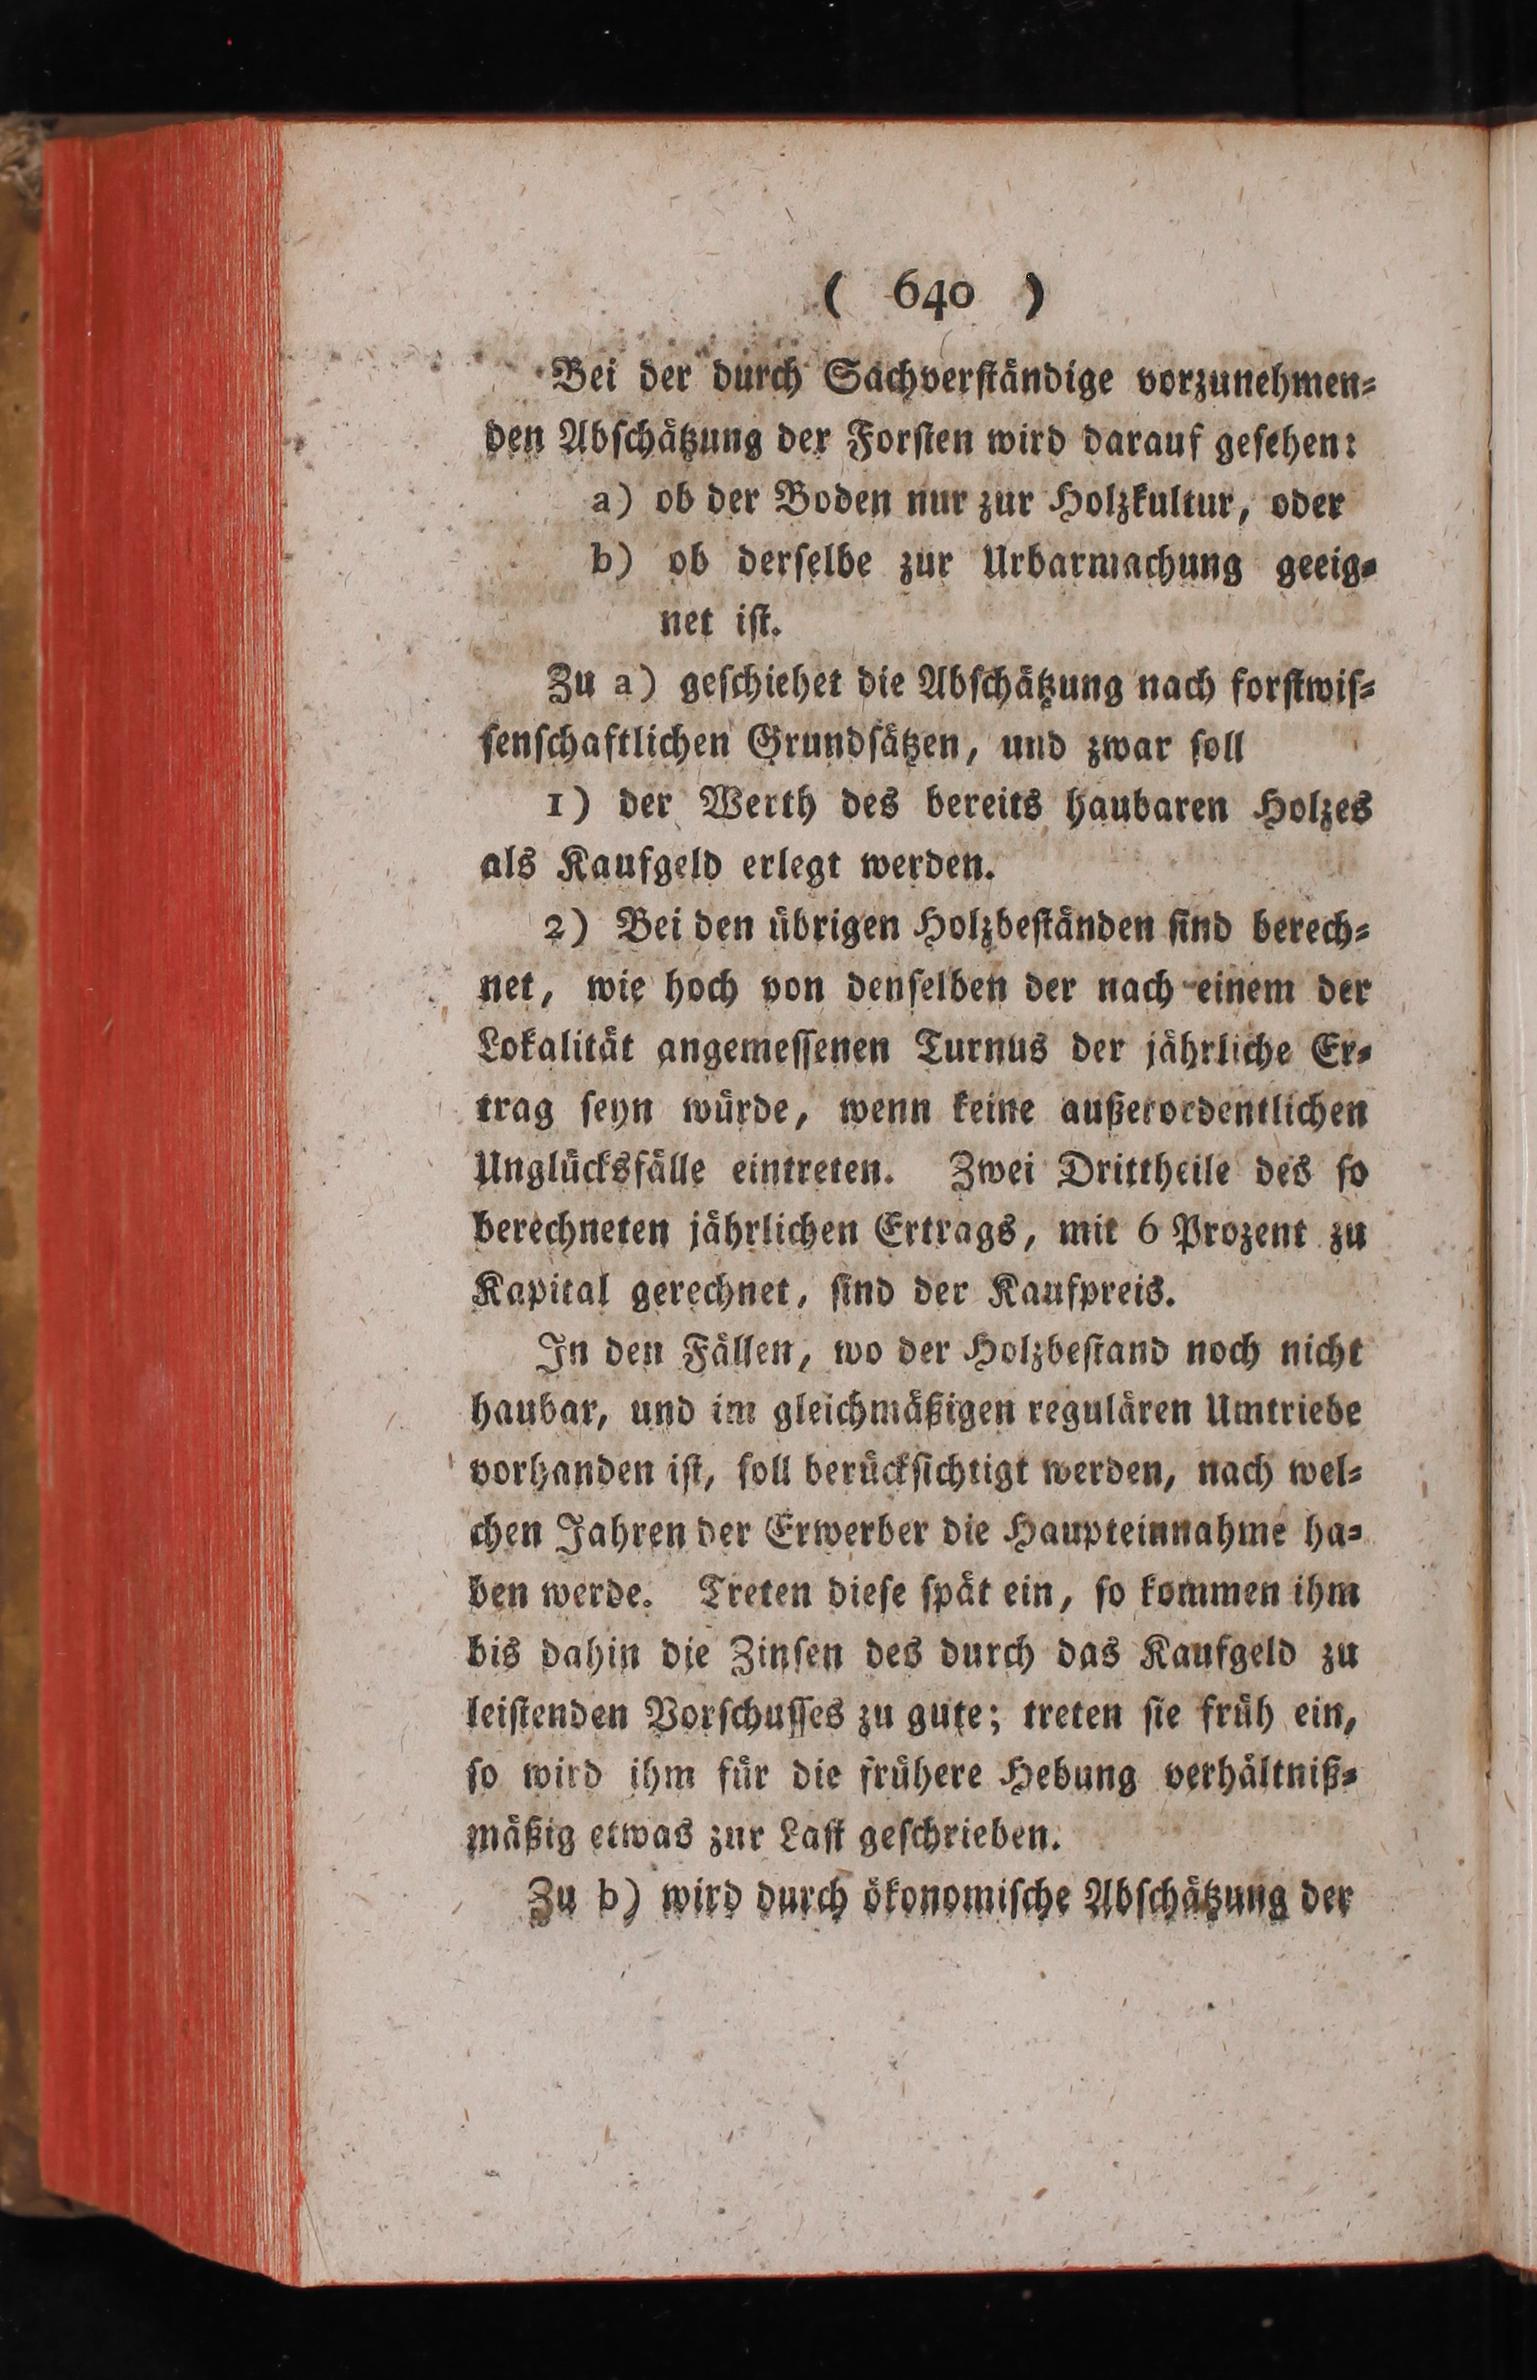 ( 640 )
Bei der durch Sachverständige vorzunehmen-
den Abschätzung der Forsten wird darauf gesehen:
a) ob der Boden nur zur Holzkultur, oder
b) ob derselbe zur Urbarmachung geeig-
net ist.
Zu a) geschiehet die Abschätzung nach forstwis-
senschaftlichen Grundsätzen, und zwar soll
1) der Werth des bereits haubaren Holzes
als Kaufgeld erlegt werden.
2) Bei den übrigen Holzbeständen sind berech-
net, wie hoch von denselben der nach einem der
Lokalität angemessenen Turnus der jährliche Er-
trag seyn würde, wenn keine außerordentlichen
Unglücksfälle eintreten. Zwei Drittheile des so
berechneten jährlichen Ertrags, mit 6 Prozent zu
Kapital gerechnet, sind der Kaufpreis.
In den Fällen, wo der Holzbestand noch nicht
haubar, und im gleichmäßigen regulären Umtriebe
vorhanden ist, soll berücksichtigt werden, nach wel-
chen Jahren der Erwerber die Haupteinnahme ha-
ben werde. Treten diese spät ein, so kommen ihm
bis dahin die Zinsen des durch das Kaufgeld zu
leistenden Vorschusses zu gute; treten sie früh ein,
so wird ihm für die frühere Hebung verhältniß-
mäßig etwas zur Last geschrieben.
Zu b) wird durch ökonomische Abschätzung der